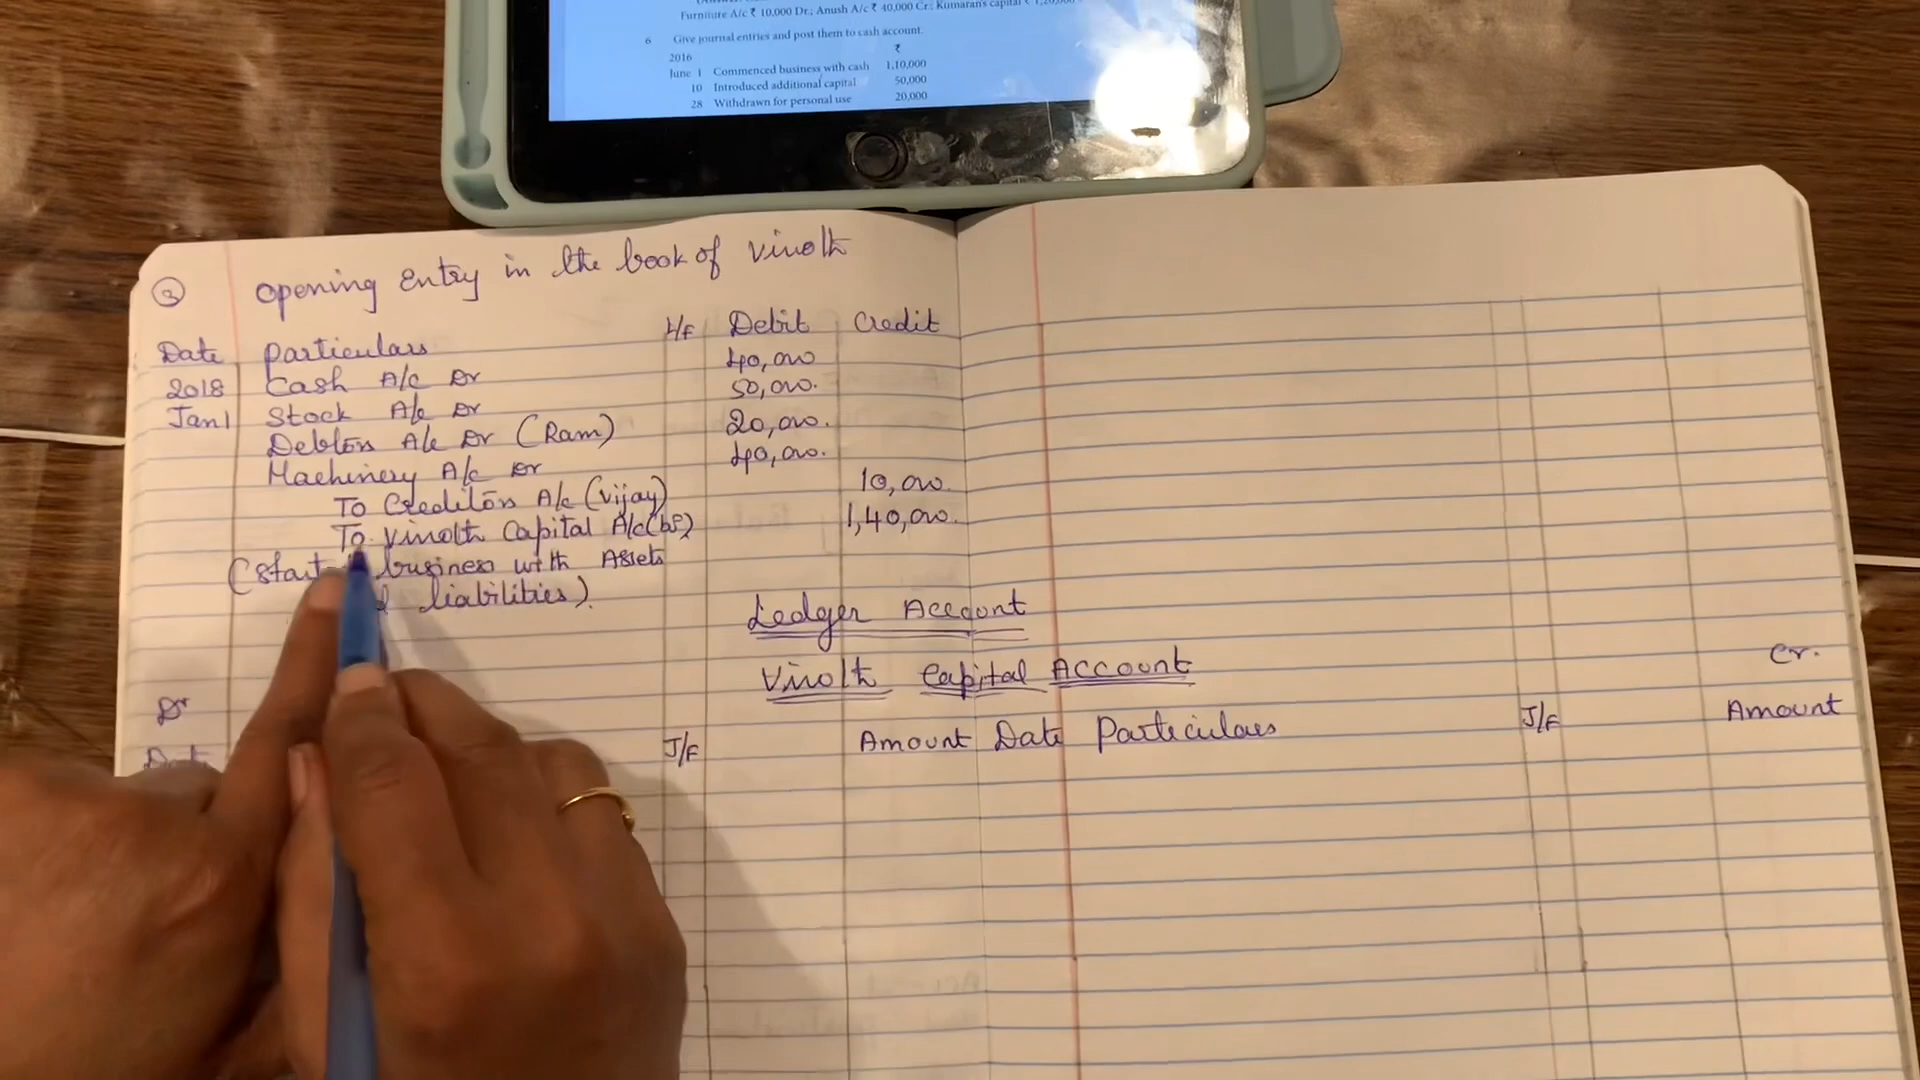 Furniture A/c ₹ 10,000 Dr.; Anush A/c ₹ 40,000 Cr.; Kumaran's capital
6 Give journal entries and post them to cash account.
2016 ₹
June 1 Commenced business with cash 1,10,000
10 Introduced additional capital 50,000
28 Withdrawn for personal use 20,000
3 Opening Entry in the book of Vinoth
Date Particulars L/F Debit Credit
2018 Cash A/c Dr 40,000
Jan 1 Stock A/c Dr 50,000.
Debtors A/c Dr (Ram) 20,000.
Machinery A/c Dr 40,000.
To Creditors A/c (Vijay) 10,000.
To Vinoth Capital A/c (bf) 1,40,000.
(Start business with Assets
liabilities).
Ledger Account
Vinoth Capital Account
Dr Cr.
Date J/F Amount Date Particulars J/F Amount